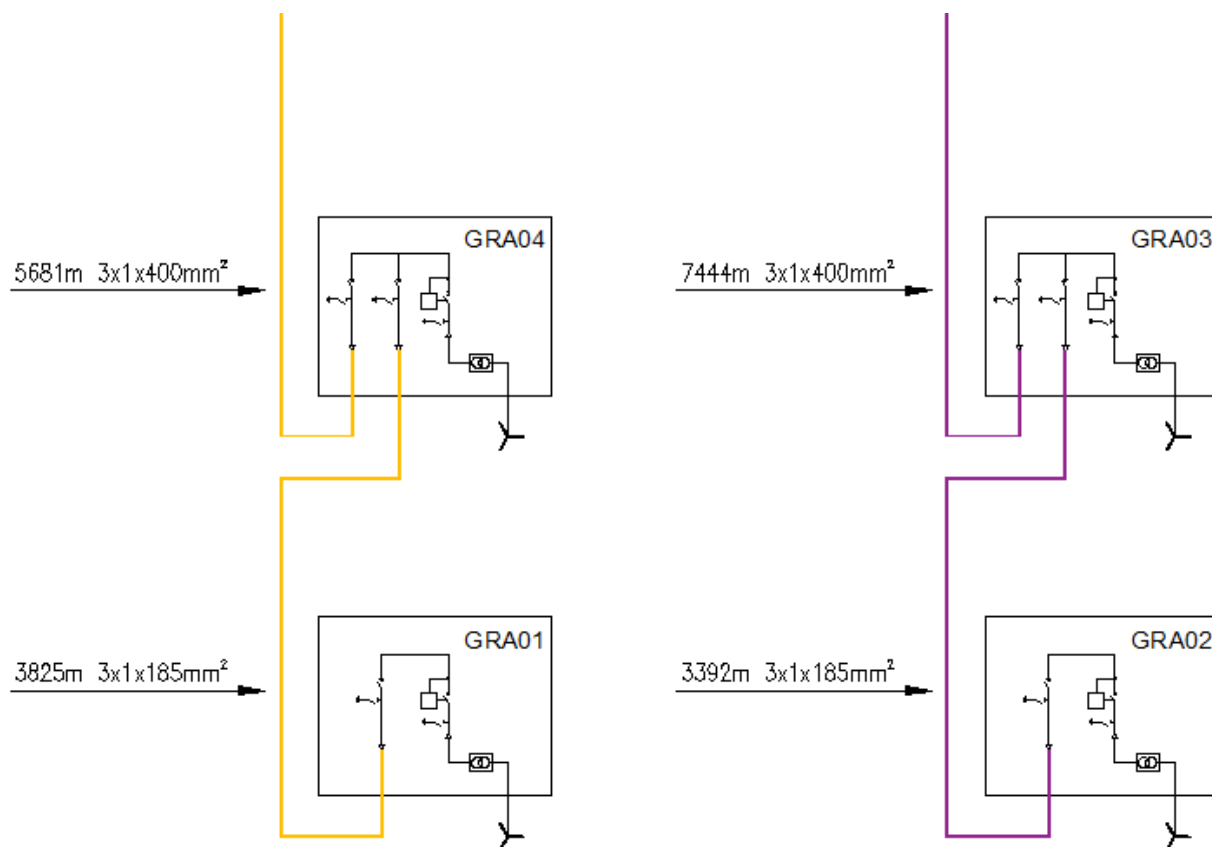 GRA04
GRA03
5681m 3x1x400mm²
7444m 3x1x400mm²
GRA01
GRA02
3825m 3x1x185mm²
3392m 3x1x185mm²